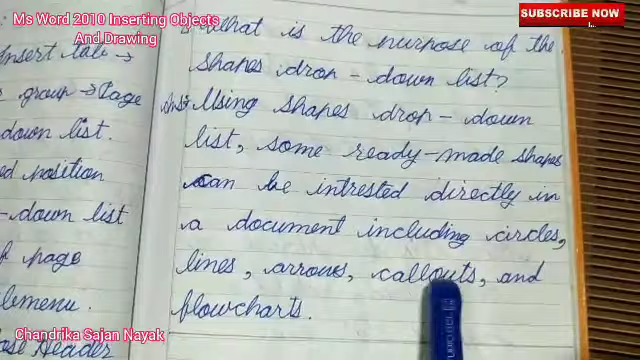 Ms Word 2010 Inserting Objects
And Drawing
SUBSCRIBE NOW
Insert tab →
group → Page
down list.
position
-down list
page
submenu.
Header
What is the purpose of the
shapes drop-down list?
Ans: Using shapes drop-down
list, some ready-made shapes
can be intrested directly in
a document including circles,
lines, arrows, callouts, and
flowcharts.
Chandrika Sajan Nayak